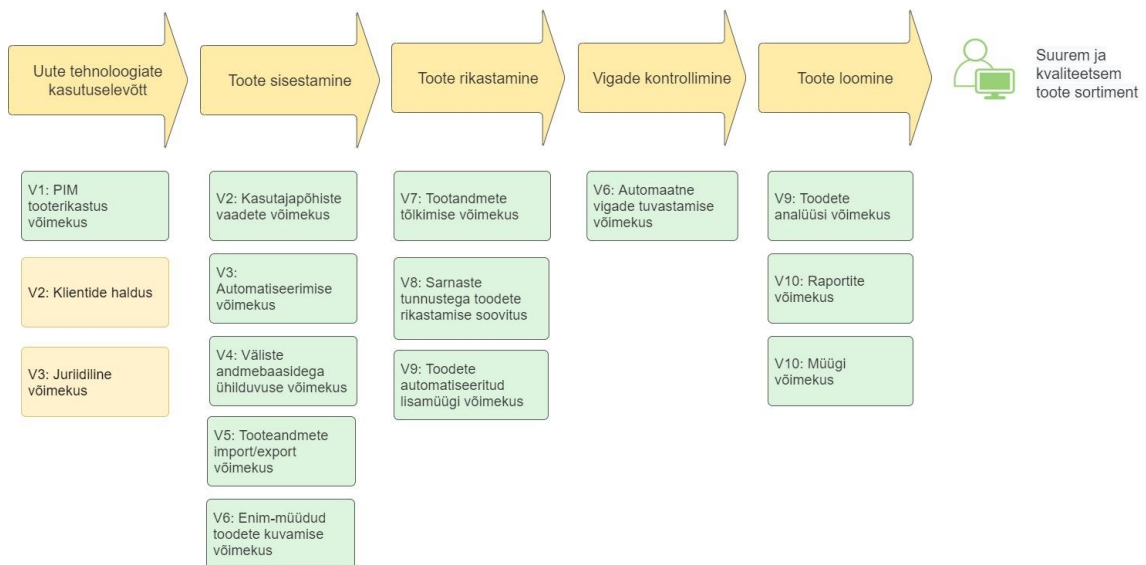 Uute tehnoloogiate
kasutuselevõtt
Toote sisestamine
Toote rikastamine
Vigade kontrollimine
Toote loomine
Suurem ja
kvaliteetsem
toote sortiment
V1: PIM
tooterikastus
võimekus
V2: Klientide haldus
V3: Juriidiline
võimekus
V2: Kasutajapõhiste
vaadete võimekus
V3:
Automatiseerimise
võimekus
V4: Väliste
andmebaasidega
ühilduvuse võimekus
V5: Tooteandmete
import/export
võimekus
V6: Enim-müüdud
toodete kuvamise
võimekus
V7: Tootandmete
tõlkimise võimekus
V8: Sarnaste
tunnustega toodete
rikastamise soovitus
V9: Toodete
automatiseeritud
lisamüügi võimekus
V6: Automaatne
vigade tuvastamise
võimekus
V9: Toodete
analüüsi võimekus
V10: Raportite
võimekus
V10: Müügi
võimekus